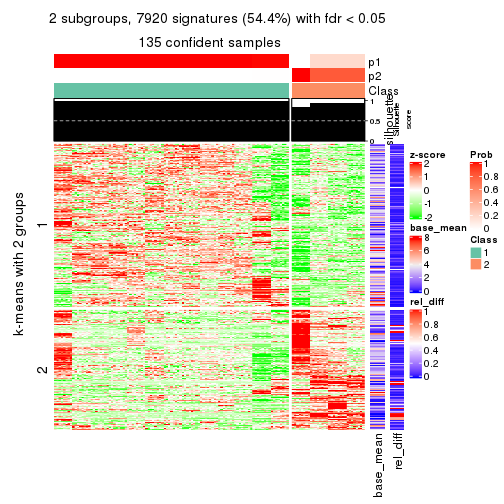 2 subgroups, 7920 signatures (54.4%) with fdr < 0.05
135 confident samples
p1
p2
Class
1
0.5
0
silhouette
Silhouette
score
k-means with 2 groups
1
2
z-score
2
1
0
-1
-2
base_mean
8
6
4
2
0
rel_diff
1
0.8
0.6
0.4
0.2
0
Prob
1
0.8
0.6
0.4
0.2
0
Class
1
2
base_mean
rel_diff